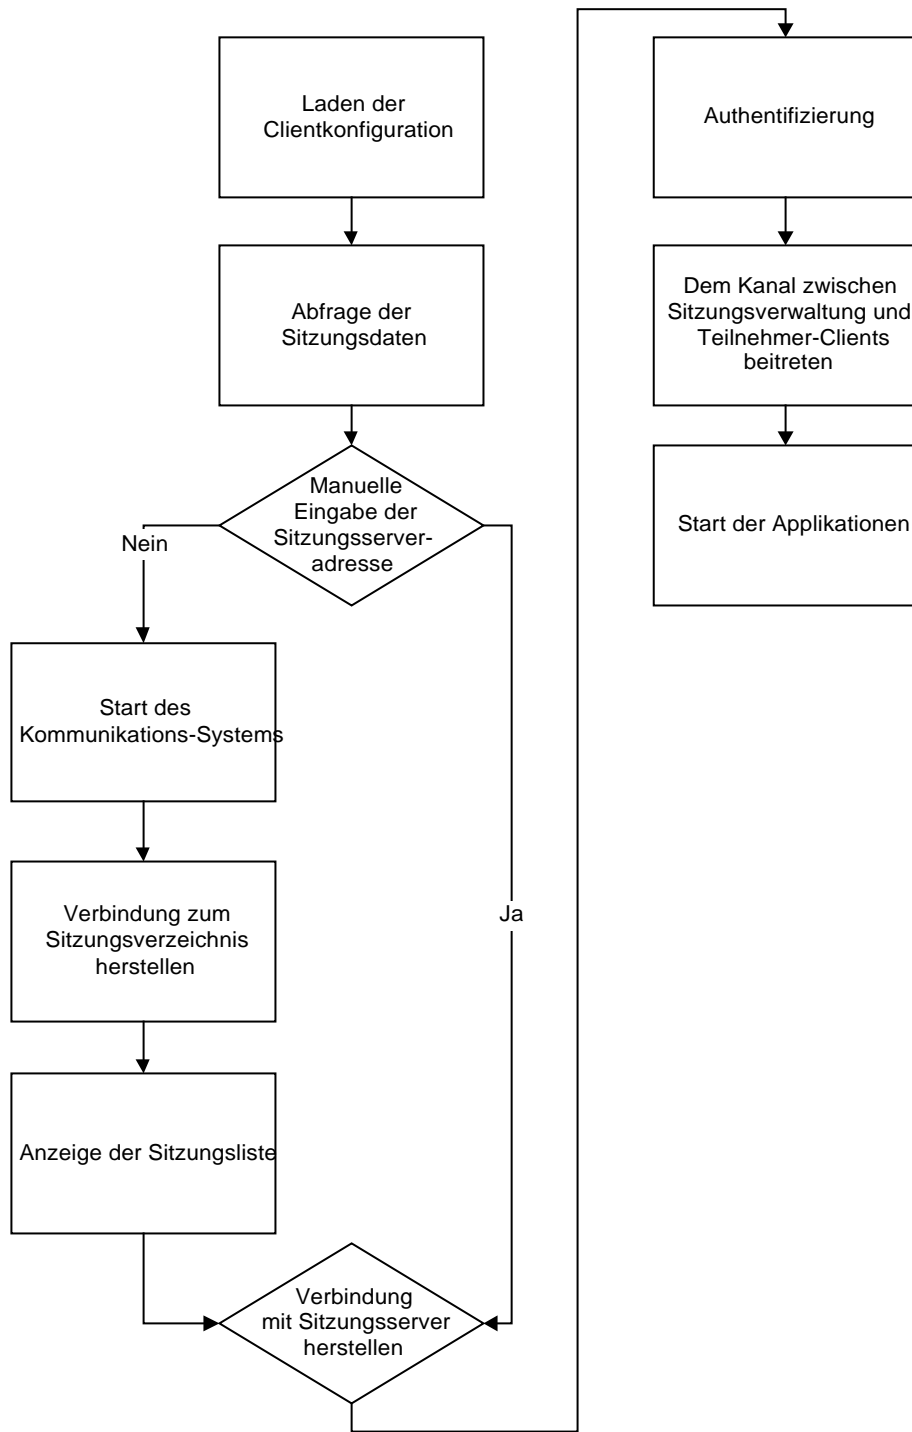 Laden der
Clientkonfiguration
Abfrage der
Sitzungsdaten
Manuelle
Eingabe der
Sitzungsserver-
adresse
Nein
Start des
Kommunikations-Systems
Verbindung zum
Sitzungsverzeichnis
herstellen
Ja
Anzeige der Sitzungsliste
Verbindung
mit Sitzungsserver
herstellen
Authentifizierung
Dem Kanal zwischen
Sitzungsverwaltung und
Teilnehmer-Clients
beitreten
Start der Applikationen